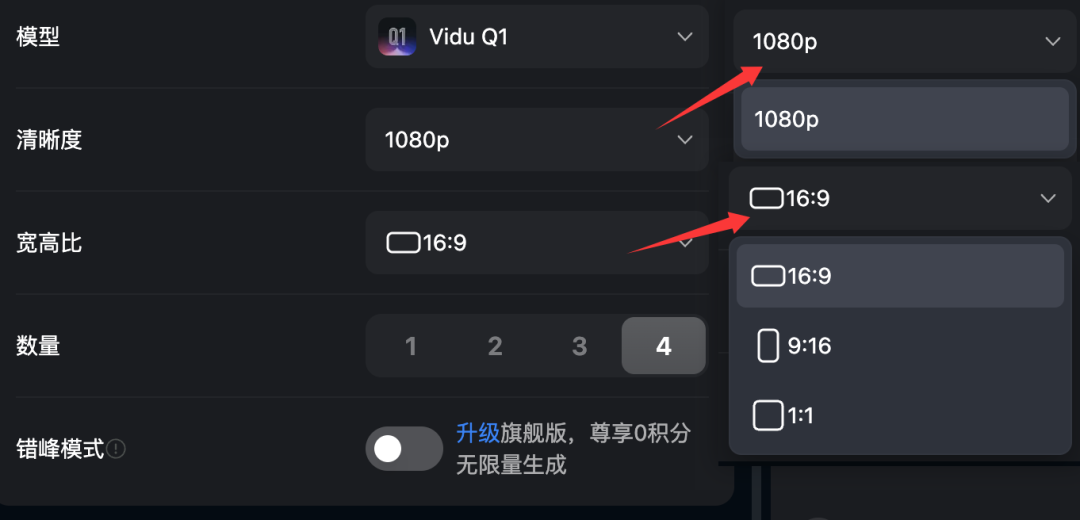 模型
Q1 Vidu Q1
清晰度
1080p
宽高比
16:9
数量
1 2 3 4
错峰模式
升级旗舰版，尊享0积分
无限量生成
1080p
1080p
16:9
16:9
9:16
1:1